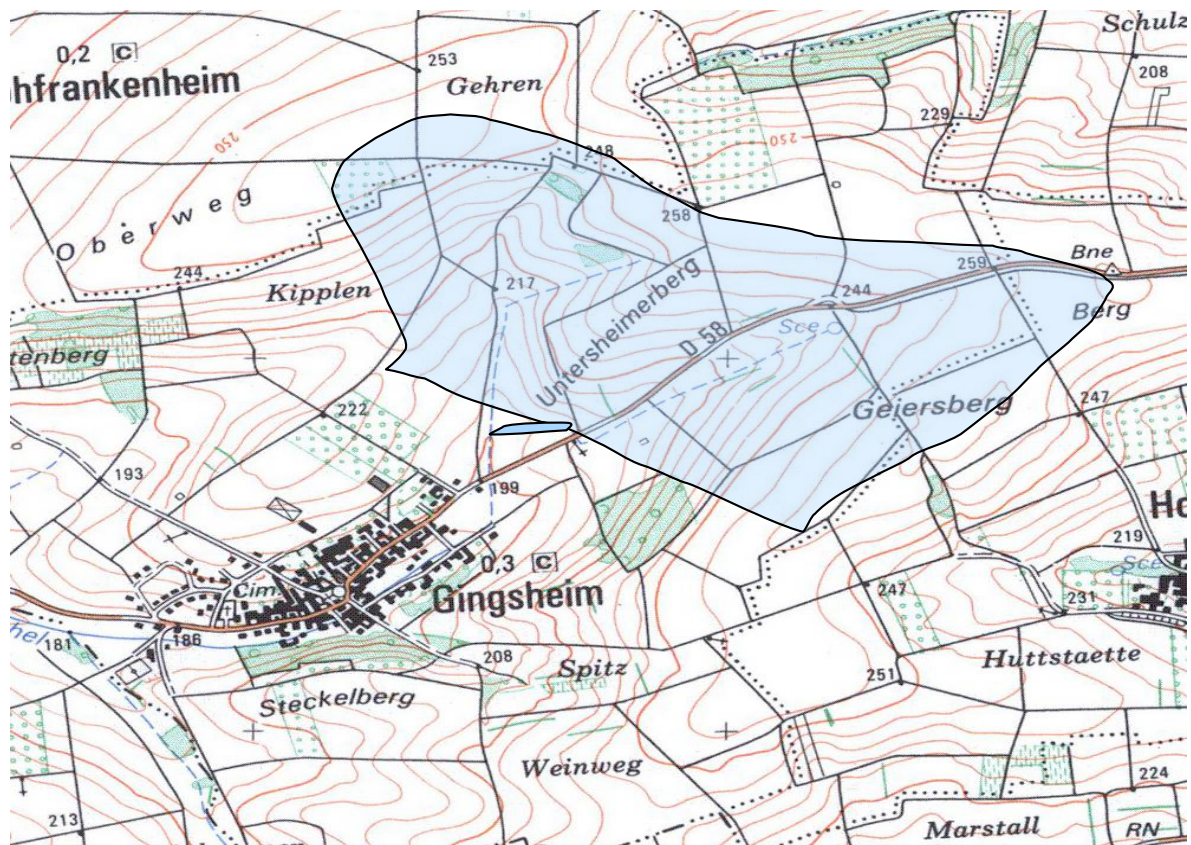 Schulz
0,2 C
253
Gehren
208
hfrankenheim
229
250
250
248
Oberweg
258
244
Kipplen
217
259
Bne
244
Berg
Untersheimerberg
D 58
Sce
tenberg
Geiersberg
247
222
193
199
Ho
219
Sce
0,3 C
Cim.
Gingsheim
247
231
186
181
208
Spitz
251
Huttstaette
Steckelberg
Weinweg
224
213
Marstall
RN